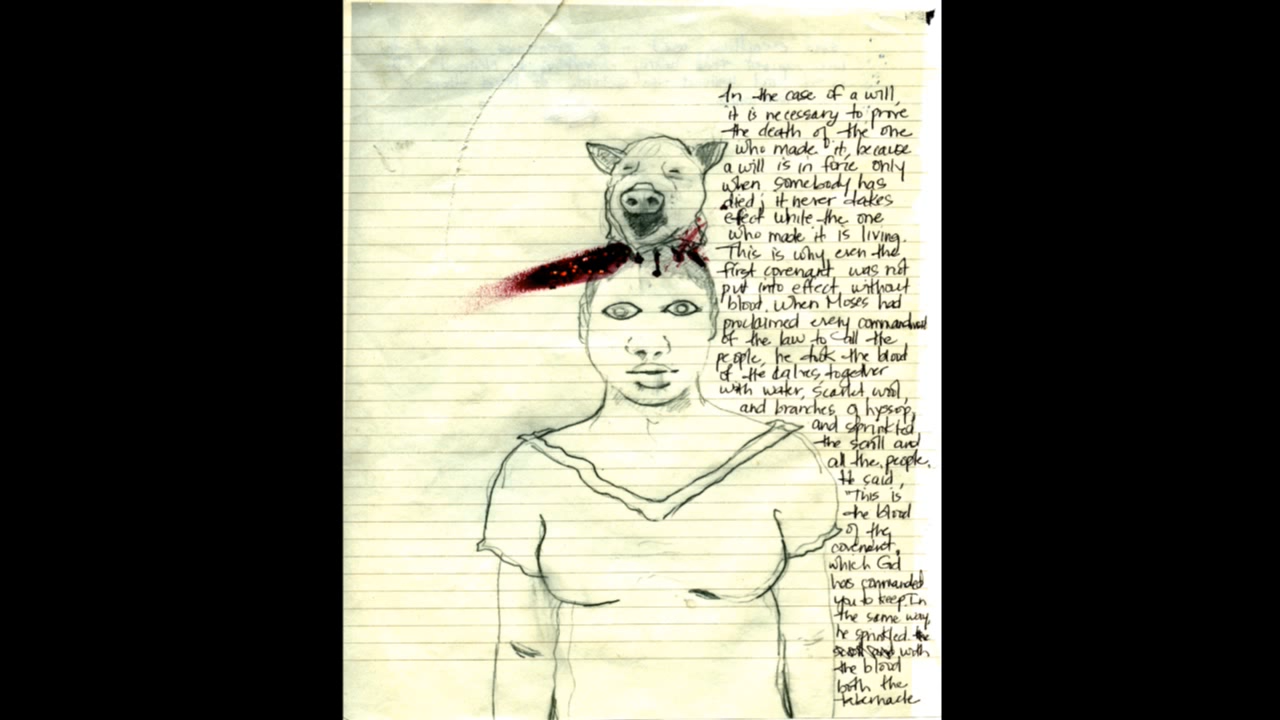 In the case of a will,
it is necessary to prove
the death of the one
who made it, because
a will is in force only
when somebody has
died; it never takes
effect while the one
who made it is living.
This is why even the
first covenant was not
put into effect without
blood. When Moses had
proclaimed every commandment
of the law to all the
people, he took the blood
of the calves, together
with water, scarlet wool,
and branches of hyssop,
and sprinkled
the scroll and
all the people.
He said,
"This is
the blood
of the
covenant,
which God
has commanded
you to keep. In
the same way,
he sprinkled the
with
the blood
both the
tabernacle